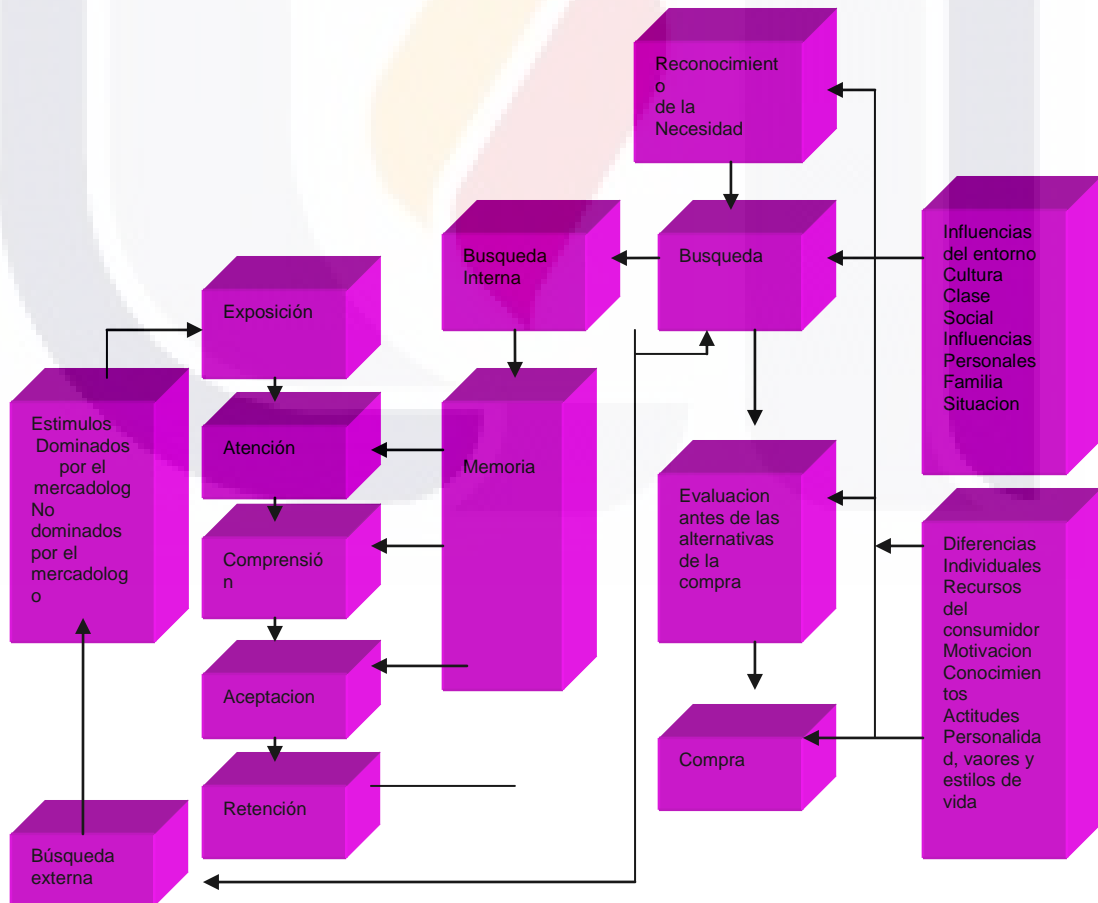 Reconocimient
o
de la
Necesidad
Busqueda
Interna
Busqueda
Influencias
del entorno
Cultura
Clase
Social
Influencias
Personales
Familia
Situacion
Exposición
Estimulos
Dominados
por el
mercadolog
No
dominados
por el
mercadolog
o
Atención
Memoria
Comprensió
n
Evaluacion
antes de las
alternativas
de la
compra
Diferencias
Individuales
Recursos
del
consumidor
Motivacion
Conocimien
tos
Actitudes
Personalida
d, vaores y
estilos de
vida
Aceptacion
Compra
Retención
Búsqueda
externa